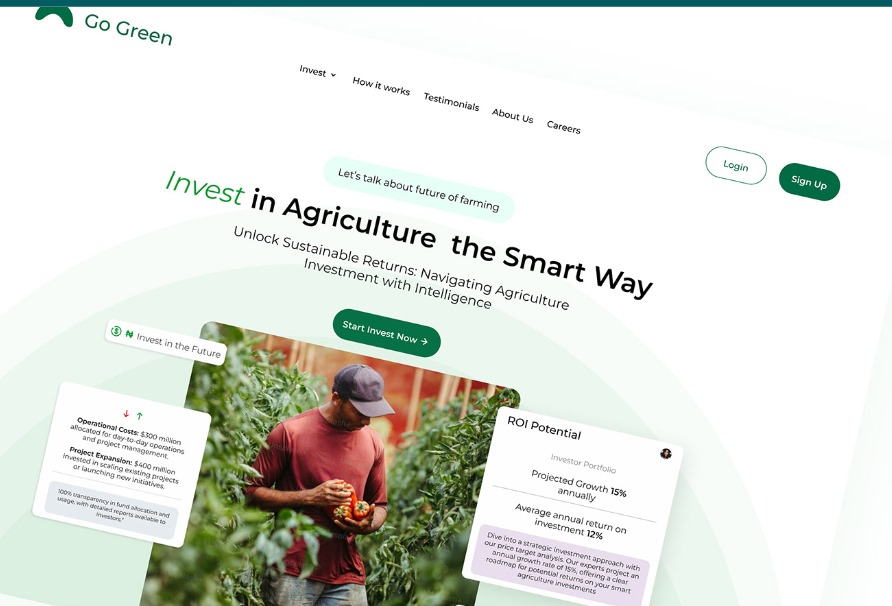 Go Green
Invest
How it works
Testimonials
About Us
Careers
Login
Sign Up
Let's talk about future of farming
Invest in Agriculture the Smart Way
Unlock Sustainable Returns: Navigating Agriculture
Investment with Intelligence
Start Invest Now →
$ ₦ Invest in the Future
↓ ↑
Operational Costs: $300 million
allocated for day-to-day operations
and project management.
Project Expansion: $400 million
invested in scaling existing projects
or launching new initiatives.
100% transparency in fund allocation and
usage, with detailed reports available to
investors."
ROI Potential
Investor Portfolio
Projected Growth 15%
annually
Average annual return on
investment 12%
Dive into a strategic investment approach with
our price target analysis. Our experts project an
annual growth rate of 15%, offering a clear
roadmap for potential returns on your smart
agriculture investments